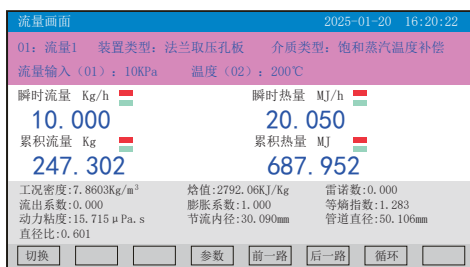 流量画面 2025-01-20 16:20:22
01: 流量1 装置类型: 法兰取压孔板 介质类型: 饱和蒸汽温度补偿
流量输入（01）: 10KPa 温度（02）: 200℃
瞬时流量 Kg/h 瞬时热量 MJ/h
10.000 20.050
累积流量 Kg 累积热量 MJ
247.302 687.952
工况密度:7.8603Kg/m³ 焓值:2792.06KJ/Kg 雷诺数:0.000
流出系数:0.000 膨胀系数:1.000 等熵指数:1.283
动力粘度:15.715μPa.s 节流内径:30.090mm 管道直径:50.106mm
直径比:0.601
切换 参数 前一路 后一路 循环